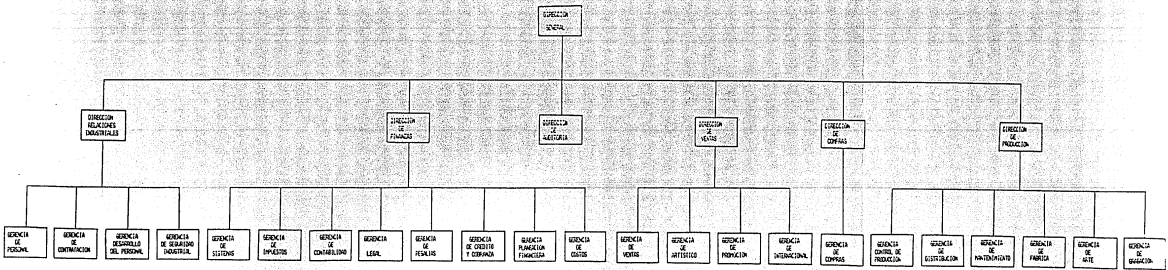 DIRECCION
GENERAL
DIRECCION
RELACIONES
INDUSTRIALES
DIRECCION
DE
FINANZAS
DIRECCION
DE
AUDITORIA
DIRECCION
DE
VENTAS
DIRECCION
DE
COMPRAS
DIRECCION
DE
PRODUCCION
GERENCIA
DE
PERSONAL
GERENCIA
DE
CONTRATACION
GERENCIA
DESARROLLO
DEL PERSONAL
GERENCIA
DE SEGURIDAD
INDUSTRIAL
GERENCIA
DE
SISTEMAS
GERENCIA
DE
IMPUESTOS
GERENCIA
DE
CONTABILIDAD
GERENCIA
LEGAL
GERENCIA
DE
REGALIAS
GERENCIA
DE CREDITO
Y COBRANZA
GERENCIA
PLANEACION
FINANCIERA
GERENCIA
DE
COSTOS
GERENCIA
DE
VENTAS
GERENCIA
DE
ARTISTICO
GERENCIA
DE
PROMOCION
GERENCIA
DE
INTERNACIONAL
GERENCIA
DE
COMPRAS
GERENCIA
CONTROL DE
PRODUCCION
GERENCIA
DE
DISTRIBUCION
GERENCIA
DE
MANTENIMIENTO
GERENCIA
DE
FABRICA
GERENCIA
DE
ARTE
GERENCIA
DE
GRABACION